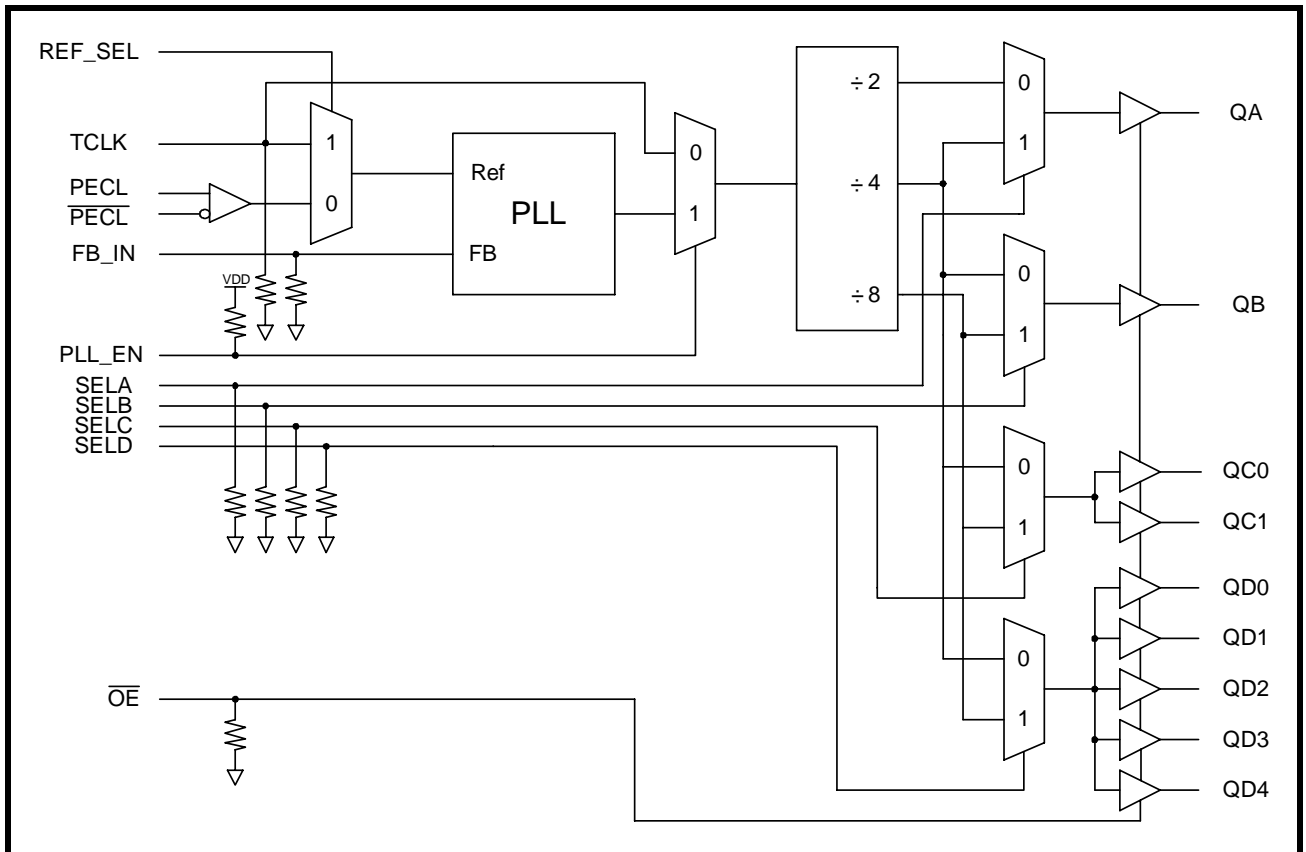 REF_SEL
TCLK
PECL
PECL
FB_IN
VDD
PLL_EN
SELA
SELB
SELC
SELD
OE
1
0
Ref
PLL
FB
0
1
÷ 2
÷ 4
÷ 8
0
1
QA
0
1
QB
0
1
QC0
QC1
0
1
QD0
QD1
QD2
QD3
QD4